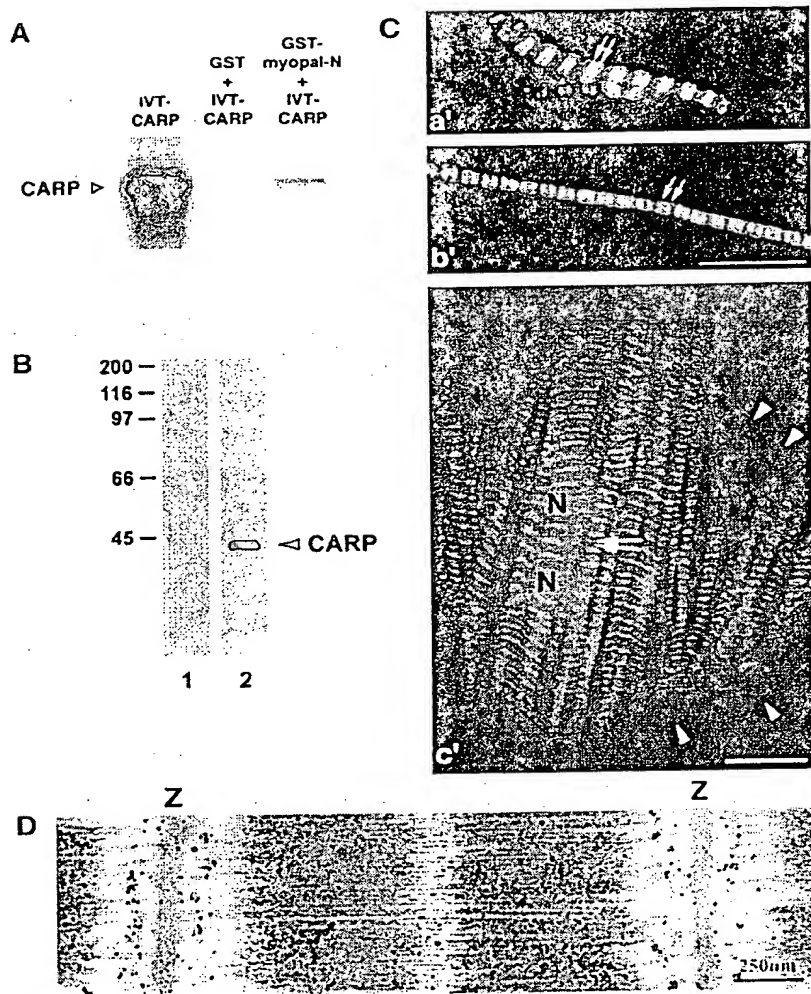 A
IVT-
CARP
GST
+
IVT-
CARP
GST-
myopal-N
+
IVT-
CARP
CARP
B
200
116
97
66
45
CARP
1
2
C
a'
b'
N
N
c'
D
Z
Z
250nm